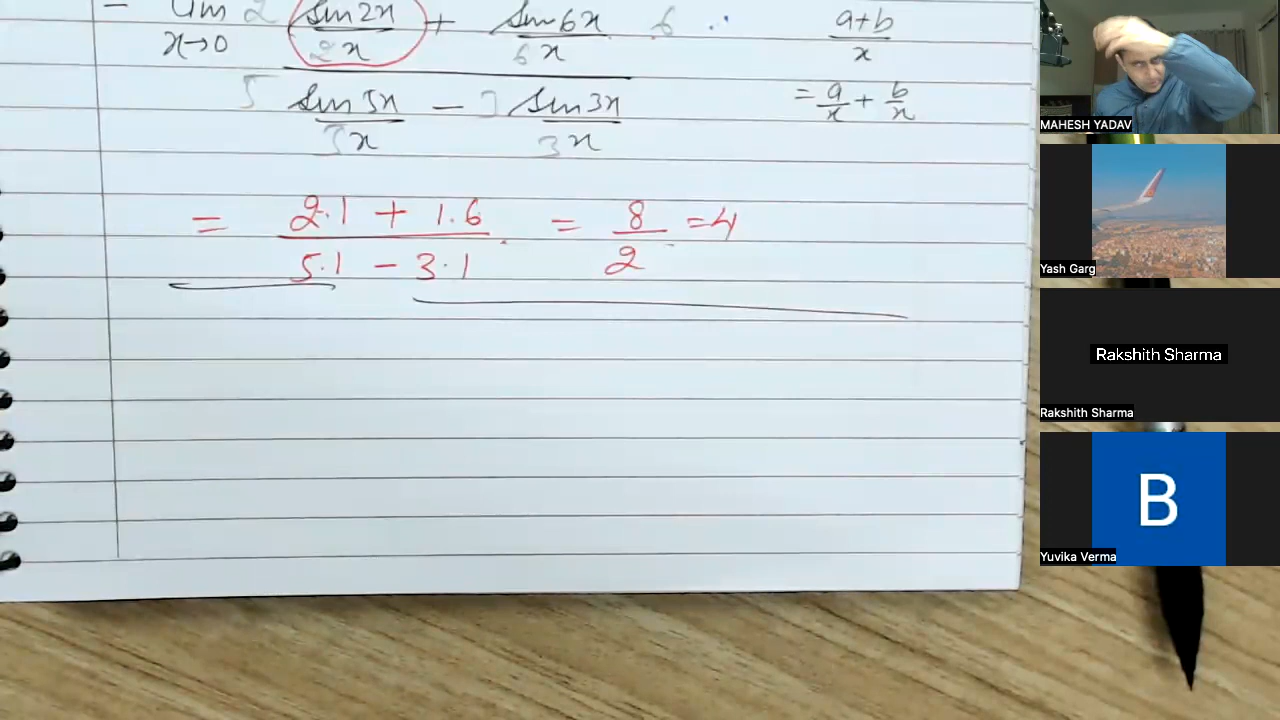 = lim 2 sin2x/2x + sin6x/6x 6 ∴
x→0
5 sin5x/5x − 3 sin3x/3x
a+b/x
= a/x + b/x
= 2.1 + 1.6 / 5.1 − 3.1 = 8/2 = 4
MAHESH YADAV
Yash Garg
Rakshith Sharma
Rakshith Sharma
B
Yuvika Verma